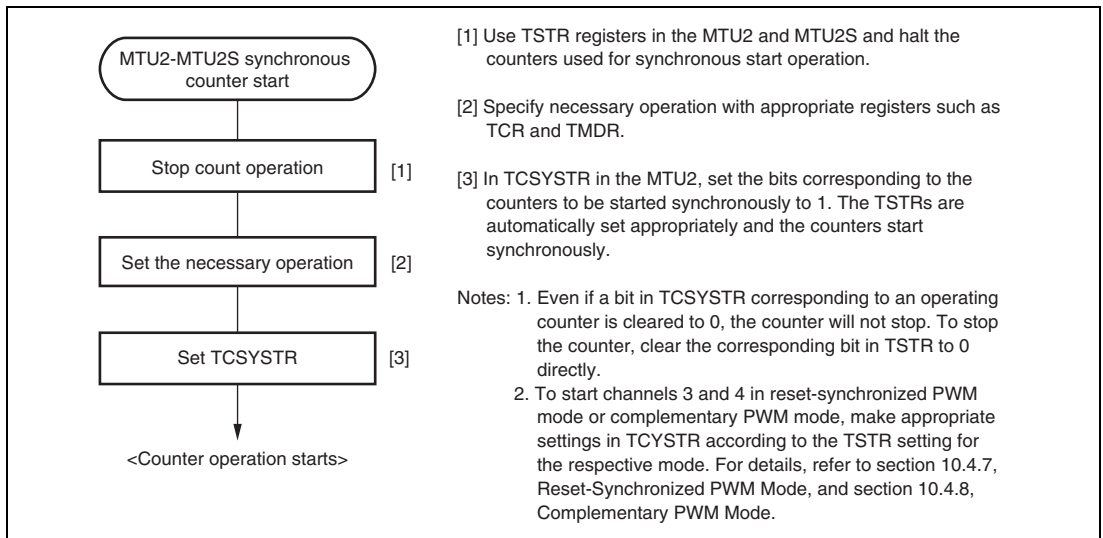 MTU2-MTU2S synchronous
counter start
Stop count operation
[1]
Set the necessary operation
[2]
Set TCSYSTR
[3]
<Counter operation starts>
[1] Use TSTR registers in the MTU2 and MTU2S and halt the
counters used for synchronous start operation.
[2] Specify necessary operation with appropriate registers such as
TCR and TMDR.
[3] In TCSYSTR in the MTU2, set the bits corresponding to the
counters to be started synchronously to 1. The TSTRs are
automatically set appropriately and the counters start
synchronously.
Notes: 1. Even if a bit in TCSYSTR corresponding to an operating
counter is cleared to 0, the counter will not stop. To stop
the counter, clear the corresponding bit in TSTR to 0
directly.
2. To start channels 3 and 4 in reset-synchronized PWM
mode or complementary PWM mode, make appropriate
settings in TCYSTR according to the TSTR setting for
the respective mode. For details, refer to section 10.4.7,
Reset-Synchronized PWM Mode, and section 10.4.8,
Complementary PWM Mode.